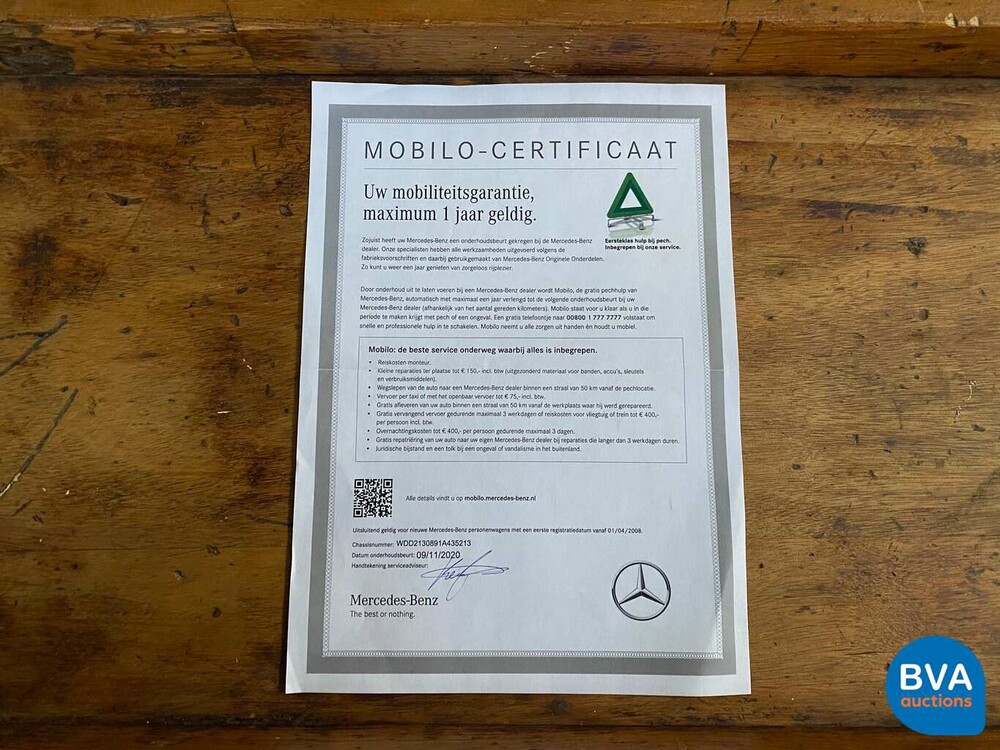 MOBILO-CERTIFICAAT
Uw mobiliteitsgarantie,
maximum 1 jaar geldig.
Eersteklas hulp bij pech.
Inbegrepen bij onze service.
Zojuist heeft uw Mercedes-Benz een onderhoudsbeurt gekregen bij de Mercedes-Benz
dealer. Onze specialisten hebben alle werkzaamheden uitgevoerd volgens de
fabrieksvoorschriften en daarbij gebruikgemaakt van Mercedes-Benz Originele Onderdelen.
Zo kunt u weer een jaar genieten van zorgeloos rijplezier.
Door onderhoud uit te laten voeren bij een Mercedes-Benz dealer wordt Mobilo, de gratis pechhulp van
Mercedes-Benz, automatisch met maximaal een jaar verlengd tot de volgende onderhoudsbeurt bij uw
Mercedes-Benz dealer (afhankelijk van het aantal gereden kilometers). Mobilo staat voor u klaar als u in die
periode te maken krijgt met pech of een ongeval. Een gratis telefoontje naar 00800 1 777 7777 volstaat om
snelle en professionele hulp in te schakelen. Mobilo neemt u alle zorgen uit handen én houdt u mobiel.
Mobilo: de beste service onderweg waarbij alles is inbegrepen.
• Reiskosten monteur.
• Kleine reparaties ter plaatse tot € 150,- incl. btw (uitgezonderd materiaal voor banden, accu's, sleutels
en verbruiksmiddelen).
• Wegslepen van de auto naar een Mercedes-Benz dealer binnen een straal van 50 km vanaf de pechlocatie.
• Vervoer per taxi of met het openbaar vervoer tot € 75,- incl. btw.
• Gratis afleveren van uw auto binnen een straal van 50 km vanaf de werkplaats waar hij werd gerepareerd.
• Gratis vervangend vervoer gedurende maximaal 3 werkdagen of reiskosten voor vliegtuig of trein tot € 400,-
per persoon incl. btw.
• Overnachtingskosten tot € 400,- per persoon gedurende maximaal 3 dagen.
• Gratis repatriëring van uw auto naar uw eigen Mercedes-Benz dealer bij reparaties die langer dan 3 werkdagen duren.
• Juridische bijstand en een tolk bij een ongeval of vandalisme in het buitenland.
Alle details vindt u op mobilo.mercedes-benz.nl
Uitsluitend geldig voor nieuwe Mercedes-Benz personenwagens met een eerste registratiedatum vanaf 01/04/2008.
Chassisnummer: WDD2130891A435213
Datum onderhoudsbeurt: 09/11/2020
Handtekening serviceadviseur:
Mercedes-Benz
The best or nothing.
BVA
auctions